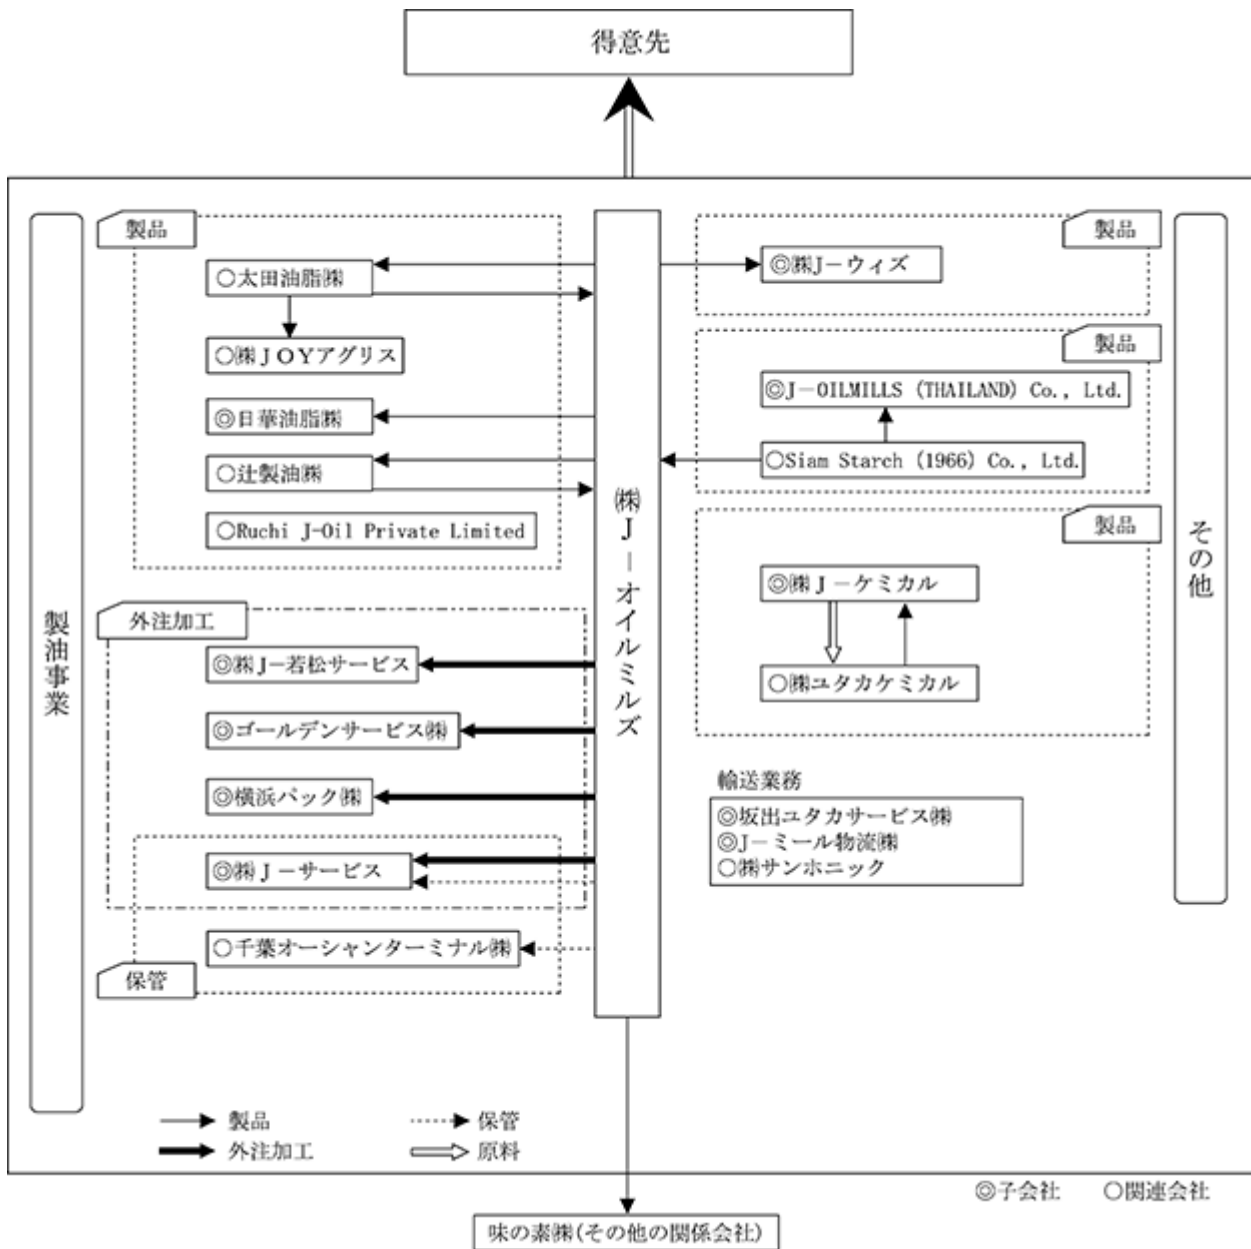 得意先
製油事業
製品
○太田油脂㈱
○㈱ＪＯＹアグリス
◎日華油脂㈱
○辻製油㈱
○Ruchi J-Oil Private Limited
外注加工
◎㈱J－若松サービス
◎ゴールデンサービス㈱
◎横浜パック㈱
◎㈱Ｊ－サービス
○千葉オーシャンターミナル㈱
保管
㈱Ｊ－オイルミルズ
製品
◎㈱J－ウィズ
製品
◎J－OILMILLS (THAILAND) Co., Ltd.
○Siam Starch (1966) Co., Ltd.
製品
◎㈱Ｊ－ケミカル
○㈱ユタカケミカル
輸送業務
◎坂出ユタカサービス㈱
◎J－ミール物流㈱
○㈱サンホニック
その他
製品
保管
外注加工
原料
◎子会社　○関連会社
味の素㈱(その他の関係会社)